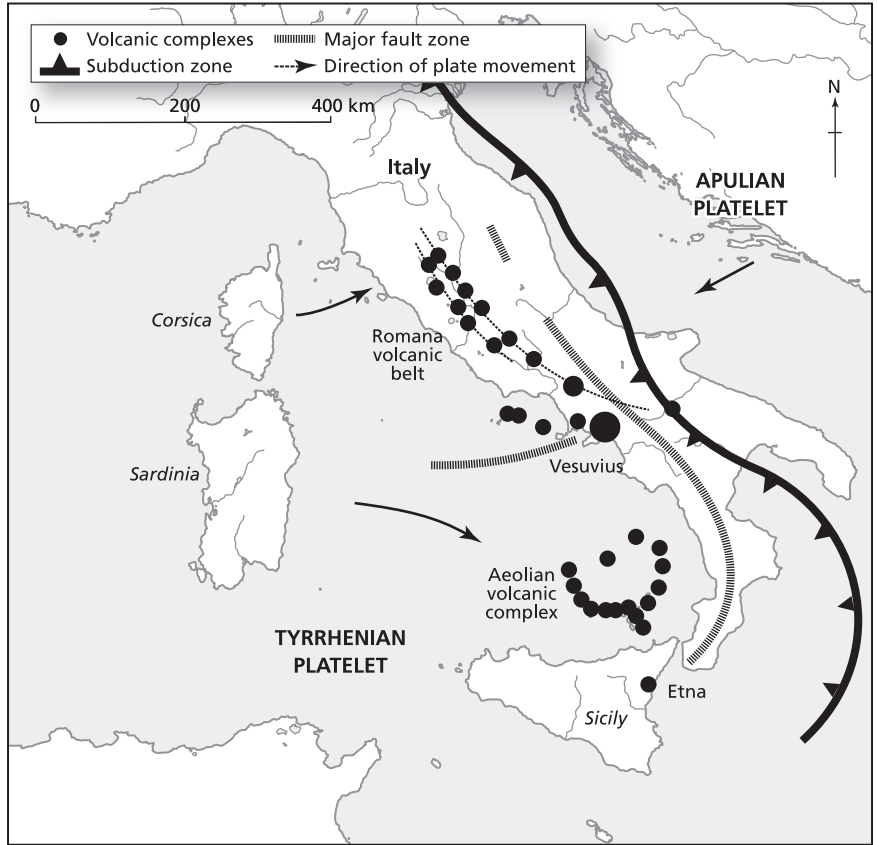 Volcanic complexes
Major fault zone
Subduction zone
Direction of plate movement
0 200 400 km
N
Italy
APULIAN
PLATELET
Corsica
Romana
volcanic
belt
Sardinia
Vesuvius
Aeolian
volcanic
complex
TYRRHENIAN
PLATELET
Etna
Sicily